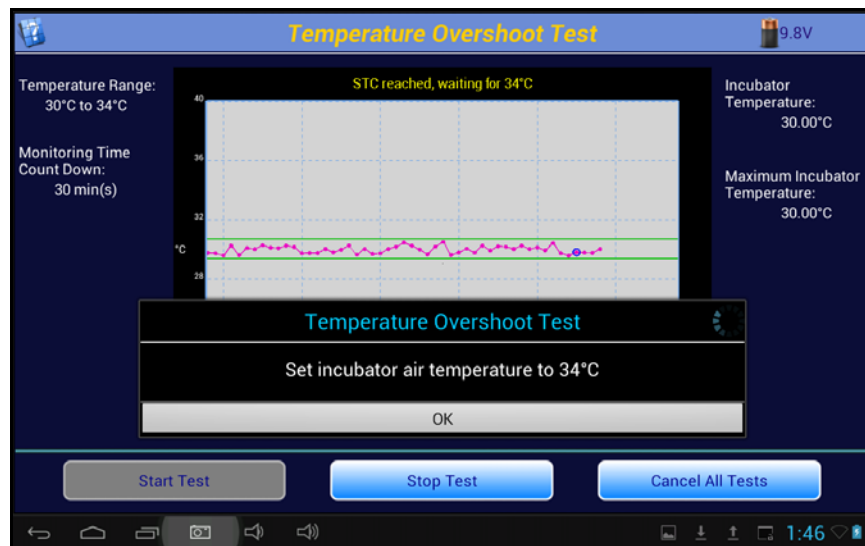 Temperature Overshoot Test
9.8V
Temperature Range:
30°C to 34°C
Monitoring Time
Count Down:
30 min(s)
STC reached, waiting for 34°C
40
36
32
°C
28
Incubator
Temperature:
30.00°C
Maximum Incubator
Temperature:
30.00°C
Temperature Overshoot Test
Set incubator air temperature to 34°C
OK
Start Test
Stop Test
Cancel All Tests
1:46